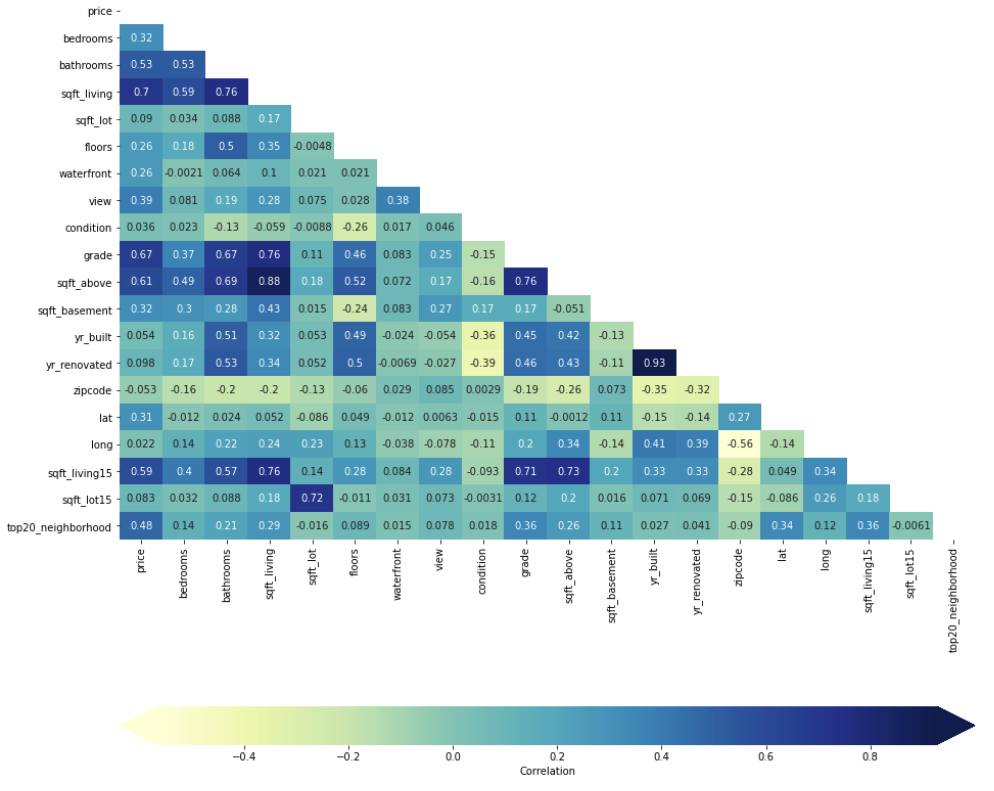 price
bedrooms 0.32
bathrooms 0.53 0.53
sqft_living 0.7 0.59 0.76
sqft_lot 0.09 0.034 0.088 0.17
floors 0.26 0.18 0.5 0.35 -0.0048
waterfront 0.26 -0.0021 0.064 0.1 0.021 0.021
view 0.39 0.081 0.19 0.28 0.075 0.028 0.38
condition 0.036 0.023 -0.13 -0.059 -0.0088 -0.26 0.017 0.046
grade 0.67 0.37 0.67 0.76 0.11 0.46 0.083 0.25 -0.15
sqft_above 0.61 0.49 0.69 0.88 0.18 0.52 0.072 0.17 -0.16 0.76
sqft_basement 0.32 0.3 0.28 0.43 0.015 -0.24 0.083 0.27 0.17 0.17 -0.051
yr_built 0.054 0.16 0.51 0.32 0.053 0.49 -0.024 -0.054 -0.36 0.45 0.42 -0.13
yr_renovated 0.098 0.17 0.53 0.34 0.052 0.5 -0.0069 -0.027 -0.39 0.46 0.43 -0.11 0.93
zipcode -0.053 -0.16 -0.2 -0.2 -0.13 -0.06 0.029 0.085 0.0029 -0.19 -0.26 0.073 -0.35 -0.32
lat 0.31 -0.012 0.024 0.052 -0.086 0.049 -0.012 0.0063 -0.015 0.11 -0.0012 0.11 -0.15 -0.14 0.27
long 0.022 0.14 0.22 0.24 0.23 0.13 -0.038 -0.078 -0.11 0.2 0.34 -0.14 0.41 0.39 -0.56 -0.14
sqft_living15 0.59 0.4 0.57 0.76 0.14 0.28 0.084 0.28 -0.093 0.71 0.73 0.2 0.33 0.33 -0.28 0.049 0.34
sqft_lot15 0.083 0.032 0.088 0.18 0.72 -0.011 0.031 0.073 -0.0031 0.12 0.2 0.016 0.071 0.069 -0.15 -0.086 0.26 0.18
top20_neighborhood 0.48 0.14 0.21 0.29 -0.016 0.089 0.015 0.078 0.018 0.36 0.26 0.11 0.027 0.041 -0.09 0.34 0.12 0.36 -0.0061
price
bedrooms
bathrooms
sqft_living
sqft_lot
floors
waterfront
view
condition
grade
sqft_above
sqft_basement
yr_built
yr_renovated
zipcode
lat
long
sqft_living15
sqft_lot15
top20_neighborhood
−0.4 −0.2 0.0 0.2 0.4 0.6 0.8
Correlation